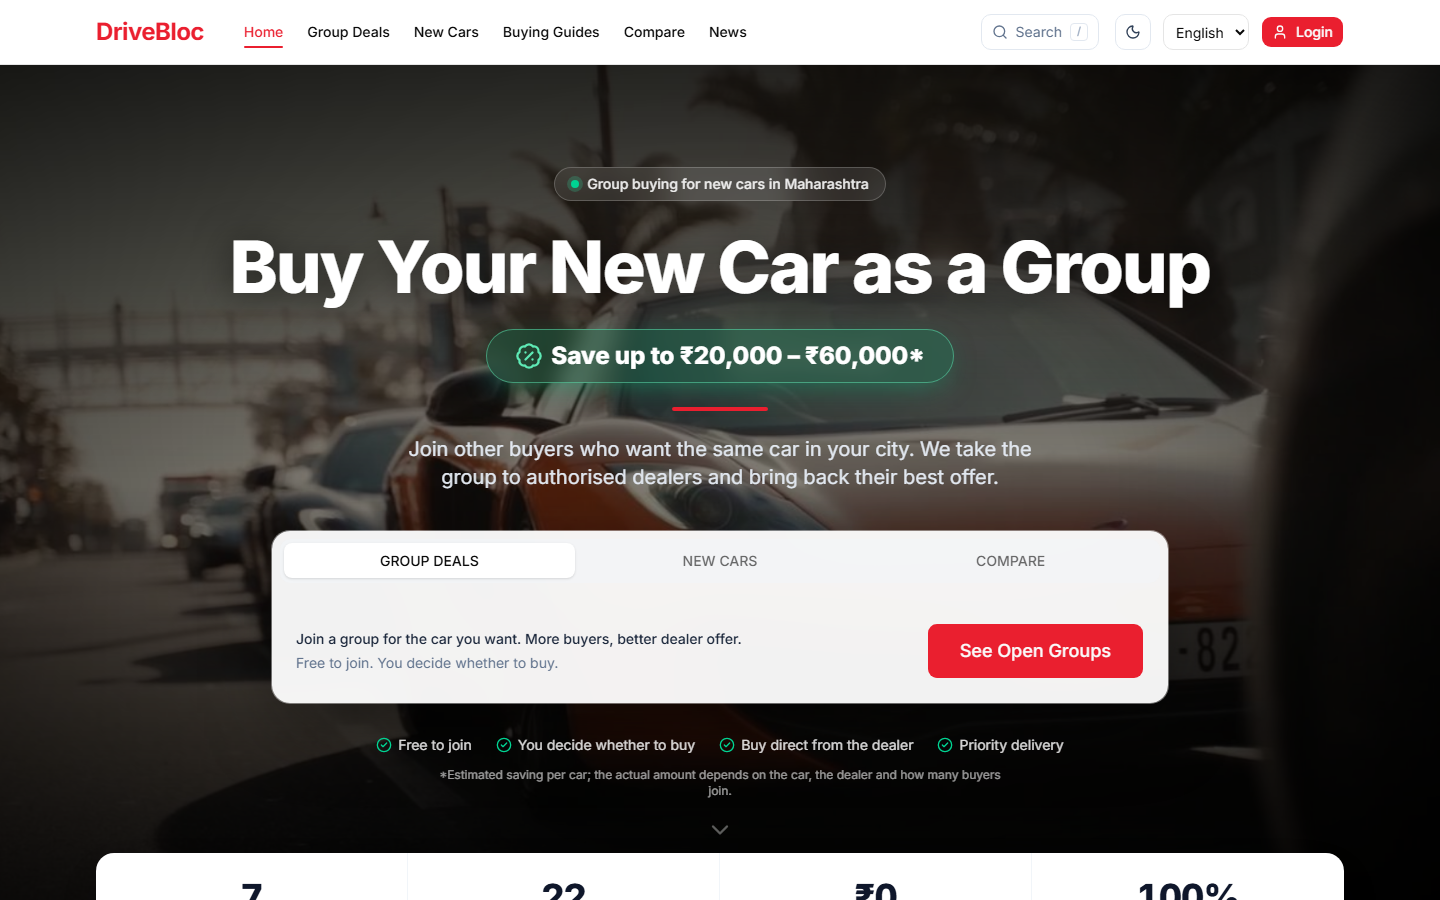 DriveBloc
Home
Group Deals
New Cars
Buying Guides
Compare
News
Search /
English
Login
Group buying for new cars in Maharashtra
Buy Your New Car as a Group
Save up to ₹20,000 – ₹60,000*
Join other buyers who want the same car in your city. We take the
group to authorised dealers and bring back their best offer.
GROUP DEALS
NEW CARS
COMPARE
Join a group for the car you want. More buyers, better dealer offer.
Free to join. You decide whether to buy.
See Open Groups
-82
Free to join
You decide whether to buy
Buy direct from the dealer
Priority delivery
*Estimated saving per car; the actual amount depends on the car, the dealer and how many buyers
join.
7
22
₹0
100%